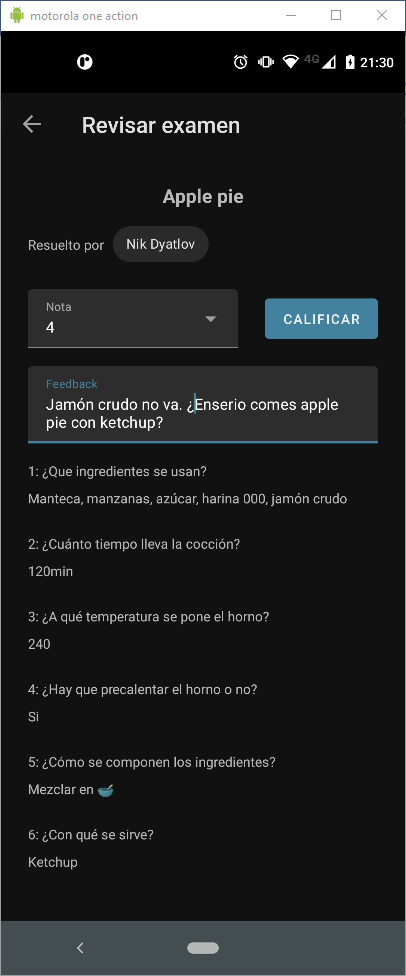 motorola one action
4G 21:30
Revisar examen
Apple pie
Resuelto por Nik Dyatlov
Nota
4
CALIFICAR
Feedback
Jamón crudo no va. ¿Enserio comes apple
pie con ketchup?
1: ¿Que ingredientes se usan?
Manteca, manzanas, azúcar, harina 000, jamón crudo
2: ¿Cuánto tiempo lleva la cocción?
120min
3: ¿A qué temperatura se pone el horno?
240
4: ¿Hay que precalentar el horno o no?
Si
5: ¿Cómo se componen los ingredientes?
Mezclar en 🥣
6: ¿Con qué se sirve?
Ketchup